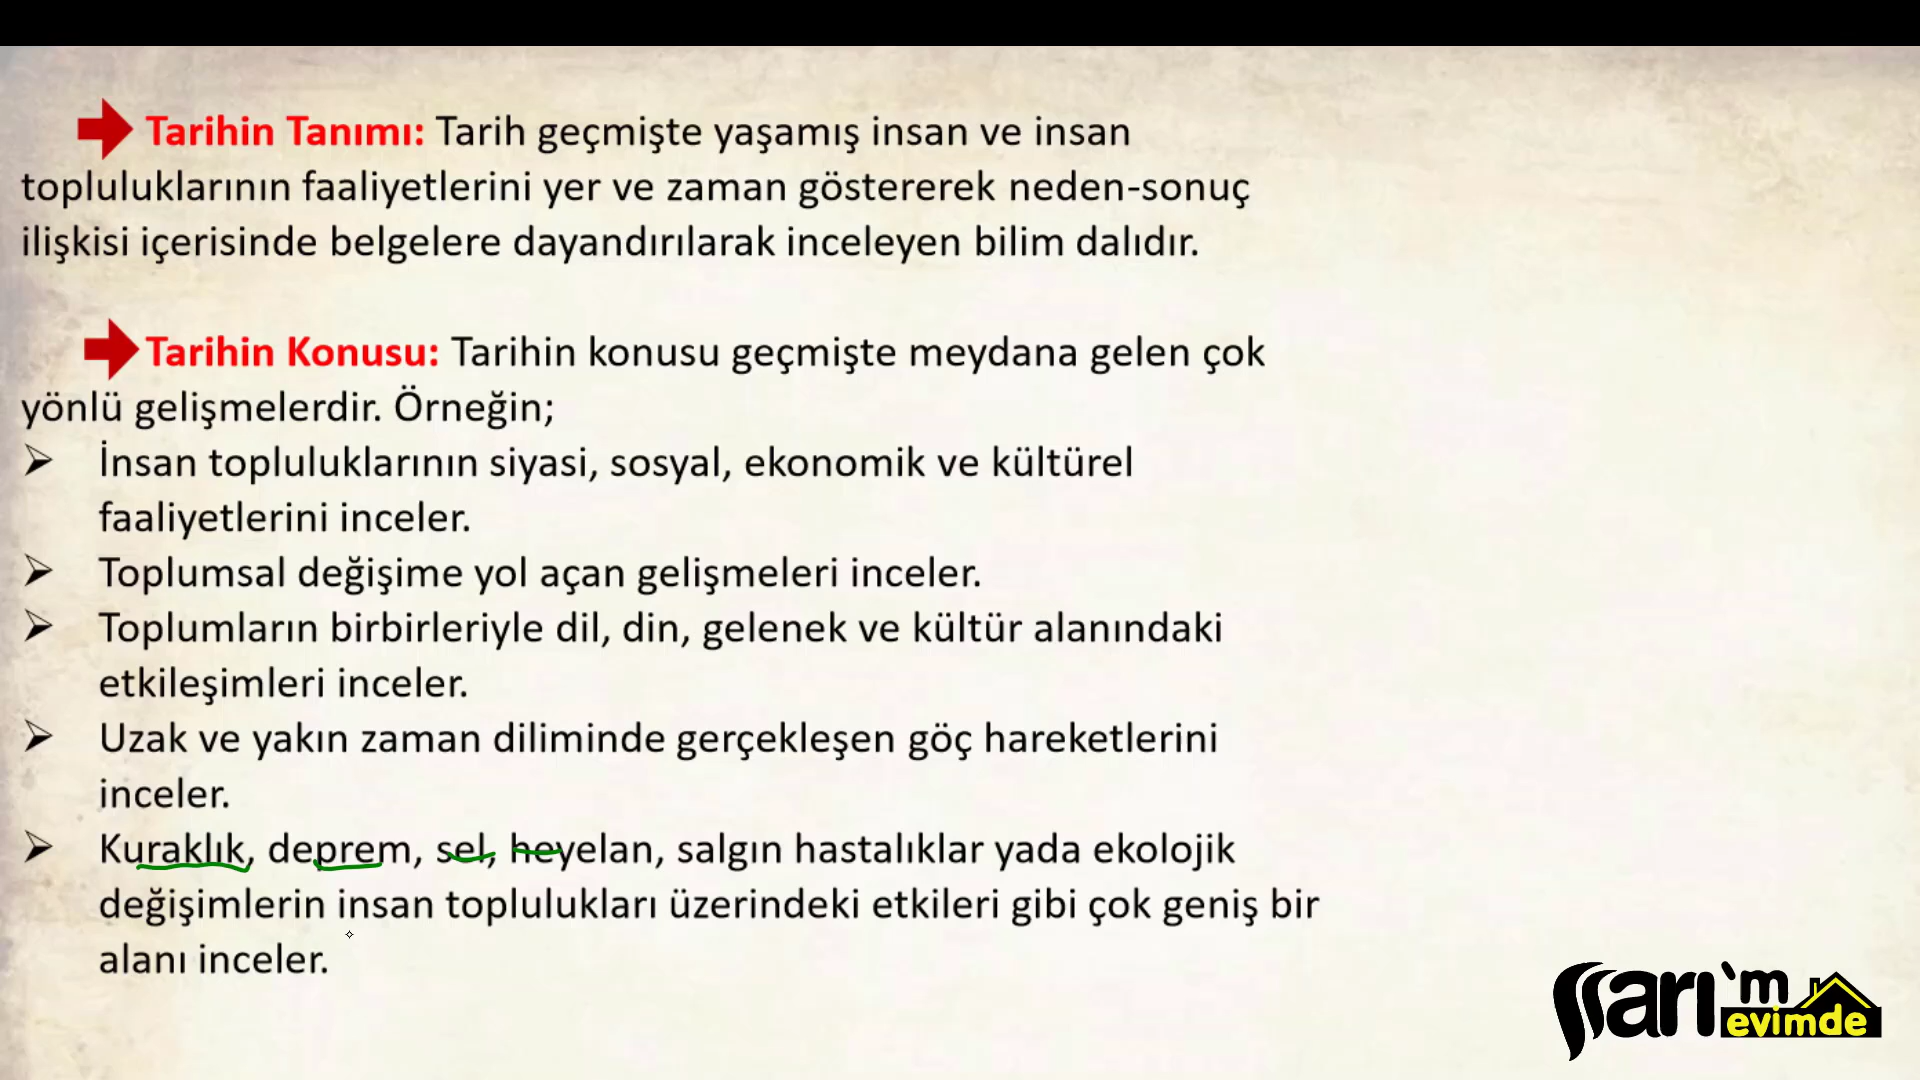 Tarihin Tanımı: Tarih geçmişte yaşamış insan ve insan
topluluklarının faaliyetlerini yer ve zaman göstererek neden-sonuç
ilişkisi içerisinde belgelere dayandırılarak inceleyen bilim dalıdır.
Tarihin Konusu: Tarihin konusu geçmişte meydana gelen çok
yönlü gelişmelerdir. Örneğin;
İnsan topluluklarının siyasi, sosyal, ekonomik ve kültürel
faaliyetlerini inceler.
Toplumsal değişime yol açan gelişmeleri inceler.
Toplumların birbirleriyle dil, din, gelenek ve kültür alanındaki
etkileşimleri inceler.
Uzak ve yakın zaman diliminde gerçekleşen göç hareketlerini
inceler.
Kuraklık, deprem, sel, heyelan, salgın hastalıklar yada ekolojik
değişimlerin insan toplulukları üzerindeki etkileri gibi çok geniş bir
alanı inceler.
sarı'm
evimde